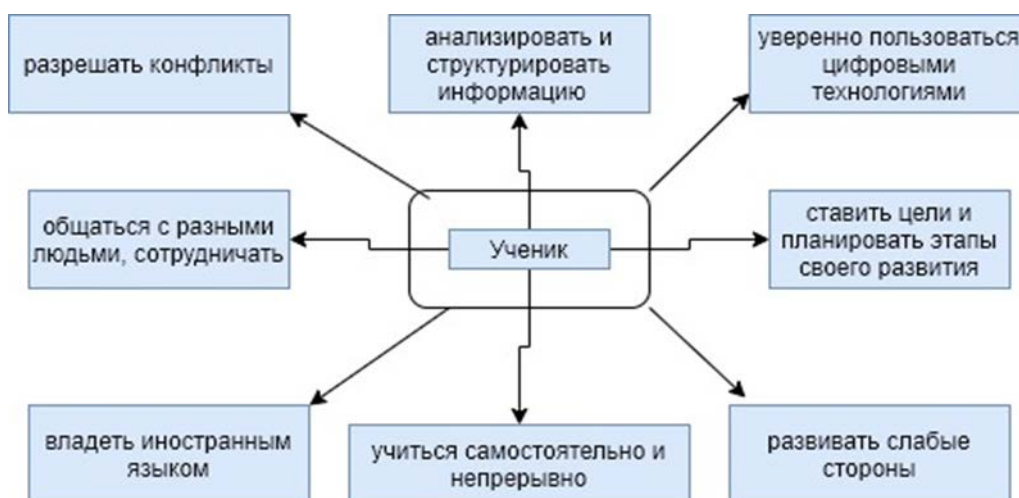 разрешать конфликты
анализировать и
структурировать
информацию
уверенно пользоваться
цифровыми
технологиями
общаться с разными
людьми, сотрудничать
Ученик
ставить цели и
планировать этапы
своего развития
владеть иностранным
языком
учиться самостоятельно и
непрерывно
развивать слабые
стороны